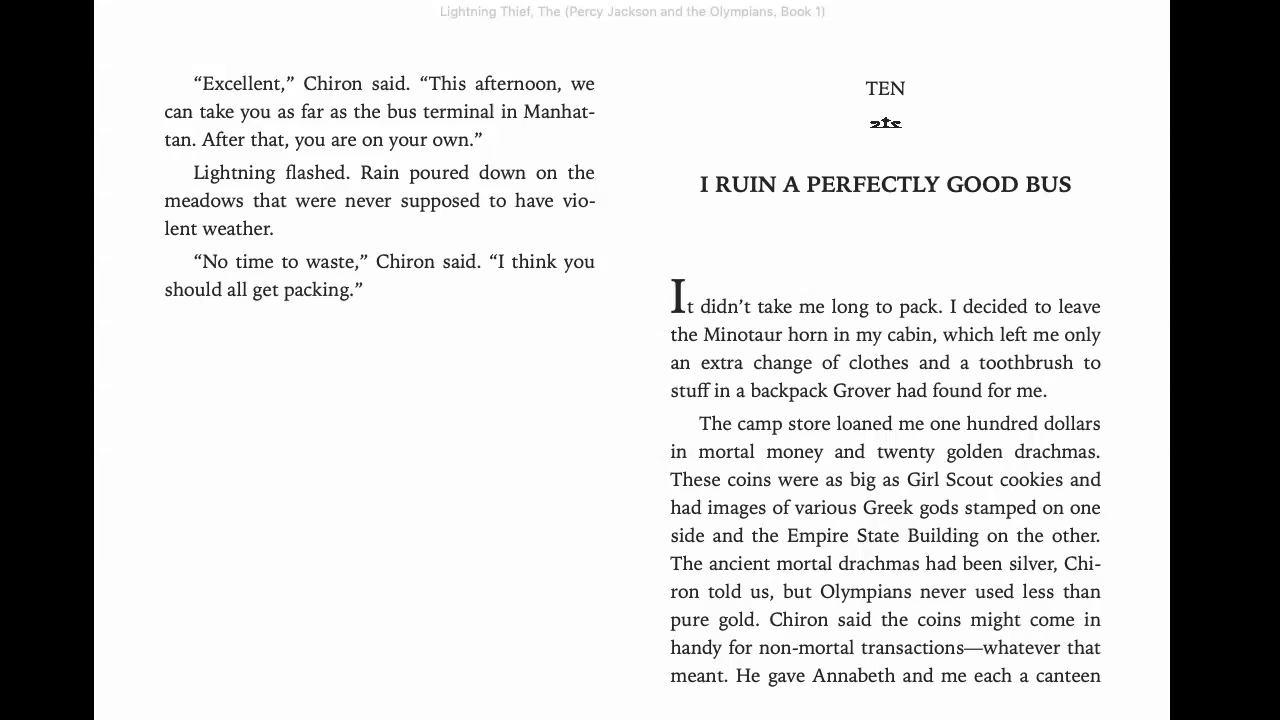 Lightning Thief, The (Percy Jackson and the Olympians, Book 1)
“Excellent,” Chiron said. “This afternoon, we
can take you as far as the bus terminal in Manhat-
tan. After that, you are on your own.”
Lightning flashed. Rain poured down on the
meadows that were never supposed to have vio-
lent weather.
“No time to waste,” Chiron said. “I think you
should all get packing.”
TEN
I RUIN A PERFECTLY GOOD BUS
It didn’t take me long to pack. I decided to leave
the Minotaur horn in my cabin, which left me only
an extra change of clothes and a toothbrush to
stuff in a backpack Grover had found for me.
The camp store loaned me one hundred dollars
in mortal money and twenty golden drachmas.
These coins were as big as Girl Scout cookies and
had images of various Greek gods stamped on one
side and the Empire State Building on the other.
The ancient mortal drachmas had been silver, Chi-
ron told us, but Olympians never used less than
pure gold. Chiron said the coins might come in
handy for non-mortal transactions—whatever that
meant. He gave Annabeth and me each a canteen